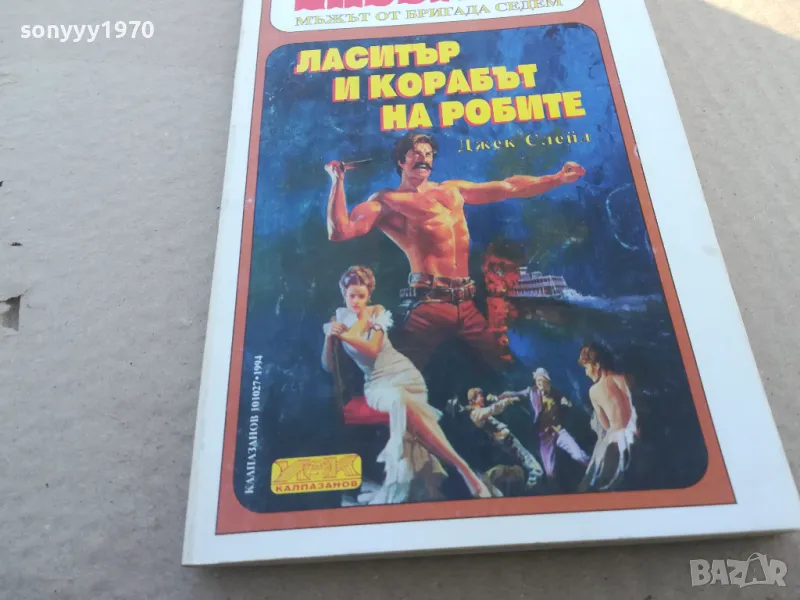 sonyyy1970
МЪЖЪТ ОТ БРИГАДА СЕДЕМ
ЛАСИТЪР
И КОРАБЪТ
НА РОБИТЕ
Джек Слейд
КАЛПАЗАНОВ 101027•1994
КАЛПАЗАНОВ
BAZAR